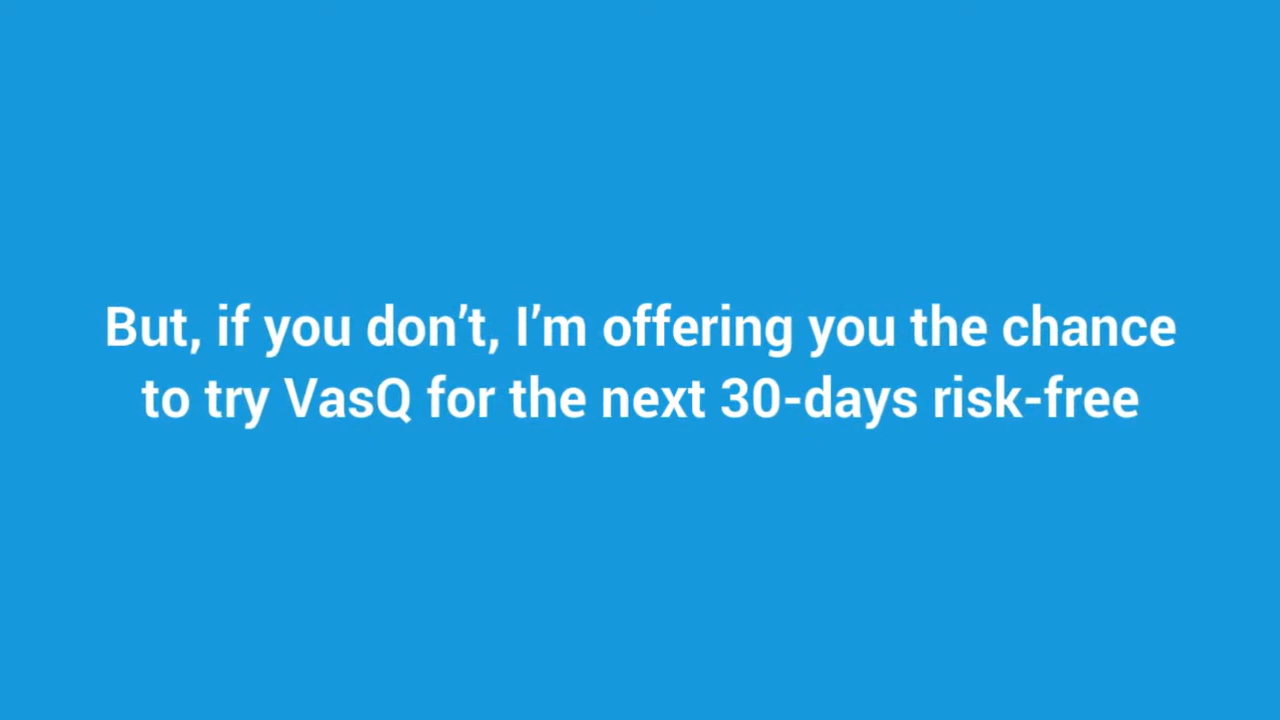 But, if you don’t, I’m offering you the chance
to try VasQ for the next 30-days risk-free